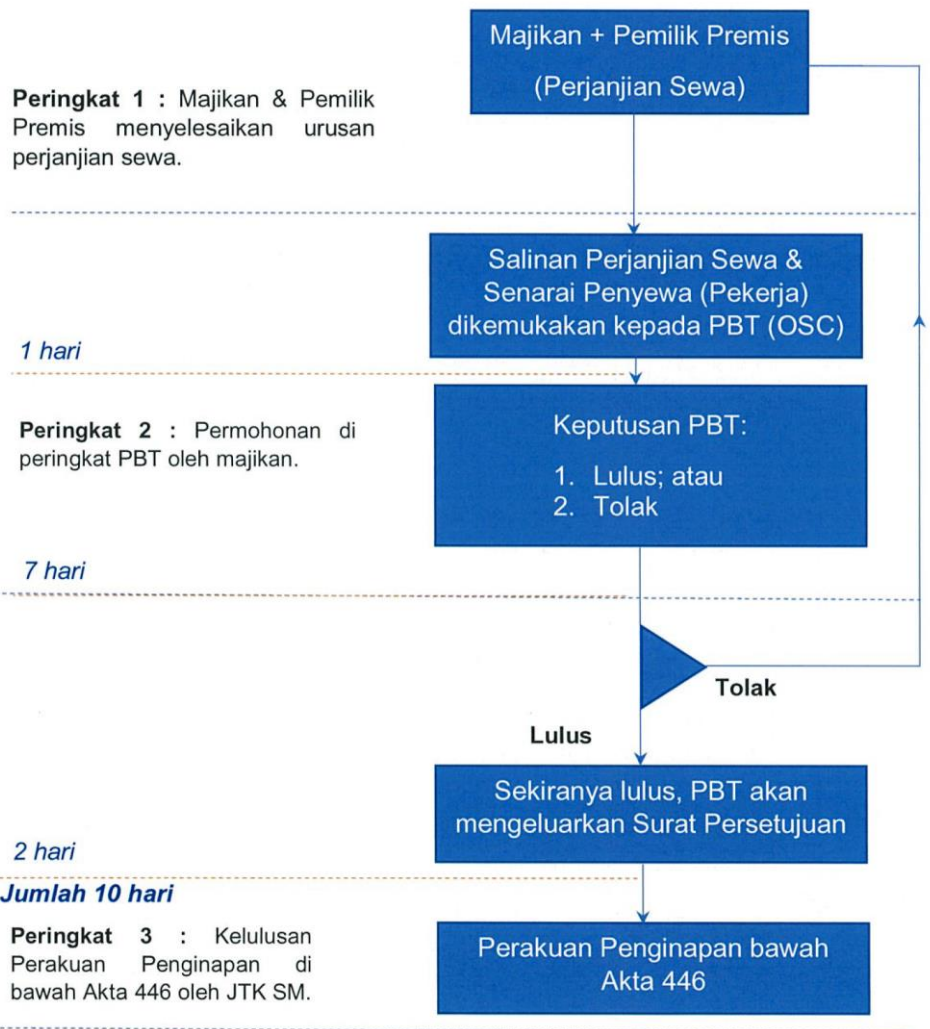 Majikan + Pemilik Premis
(Perjanjian Sewa)
Peringkat 1 : Majikan & Pemilik
Premis menyelesaikan urusan
perjanjian sewa.
Salinan Perjanjian Sewa &
Senarai Penyewa (Pekerja)
dikemukakan kepada PBT (OSC)
1 hari
Peringkat 2 : Permohonan di
peringkat PBT oleh majikan.
Keputusan PBT:
1. Lulus; atau
2. Tolak
7 hari
Tolak
Lulus
Sekiranya lulus, PBT akan
mengeluarkan Surat Persetujuan
2 hari
Jumlah 10 hari
Peringkat 3 : Kelulusan
Perakuan Penginapan di
bawah Akta 446 oleh JTK SM.
Perakuan Penginapan bawah
Akta 446